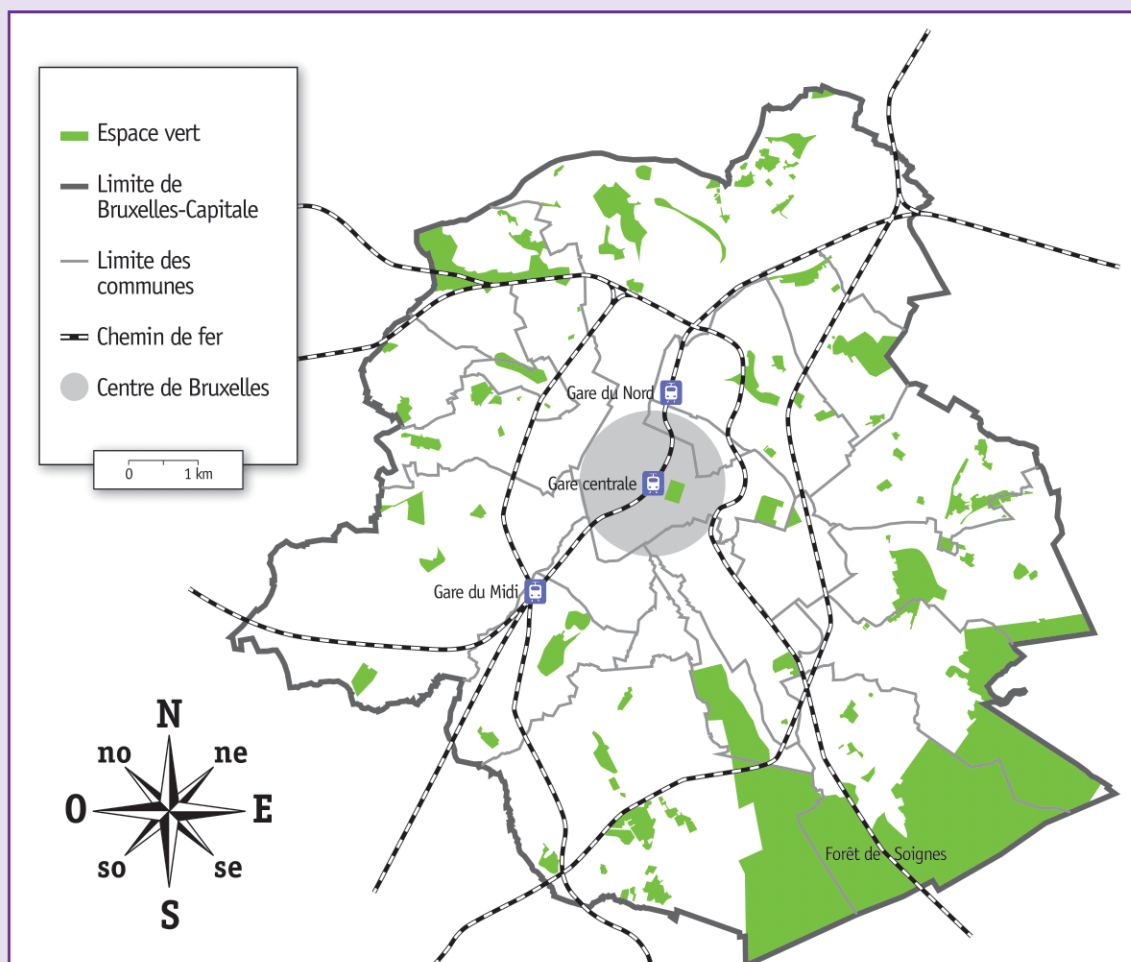 Espace vert
Limite de
Bruxelles-Capitale
Limite des
communes
Chemin de fer
Centre de Bruxelles
0 1 km
Gare du Nord
Gare centrale
Gare du Midi
Forêt de Soignes
N
no ne
O E
so se
S